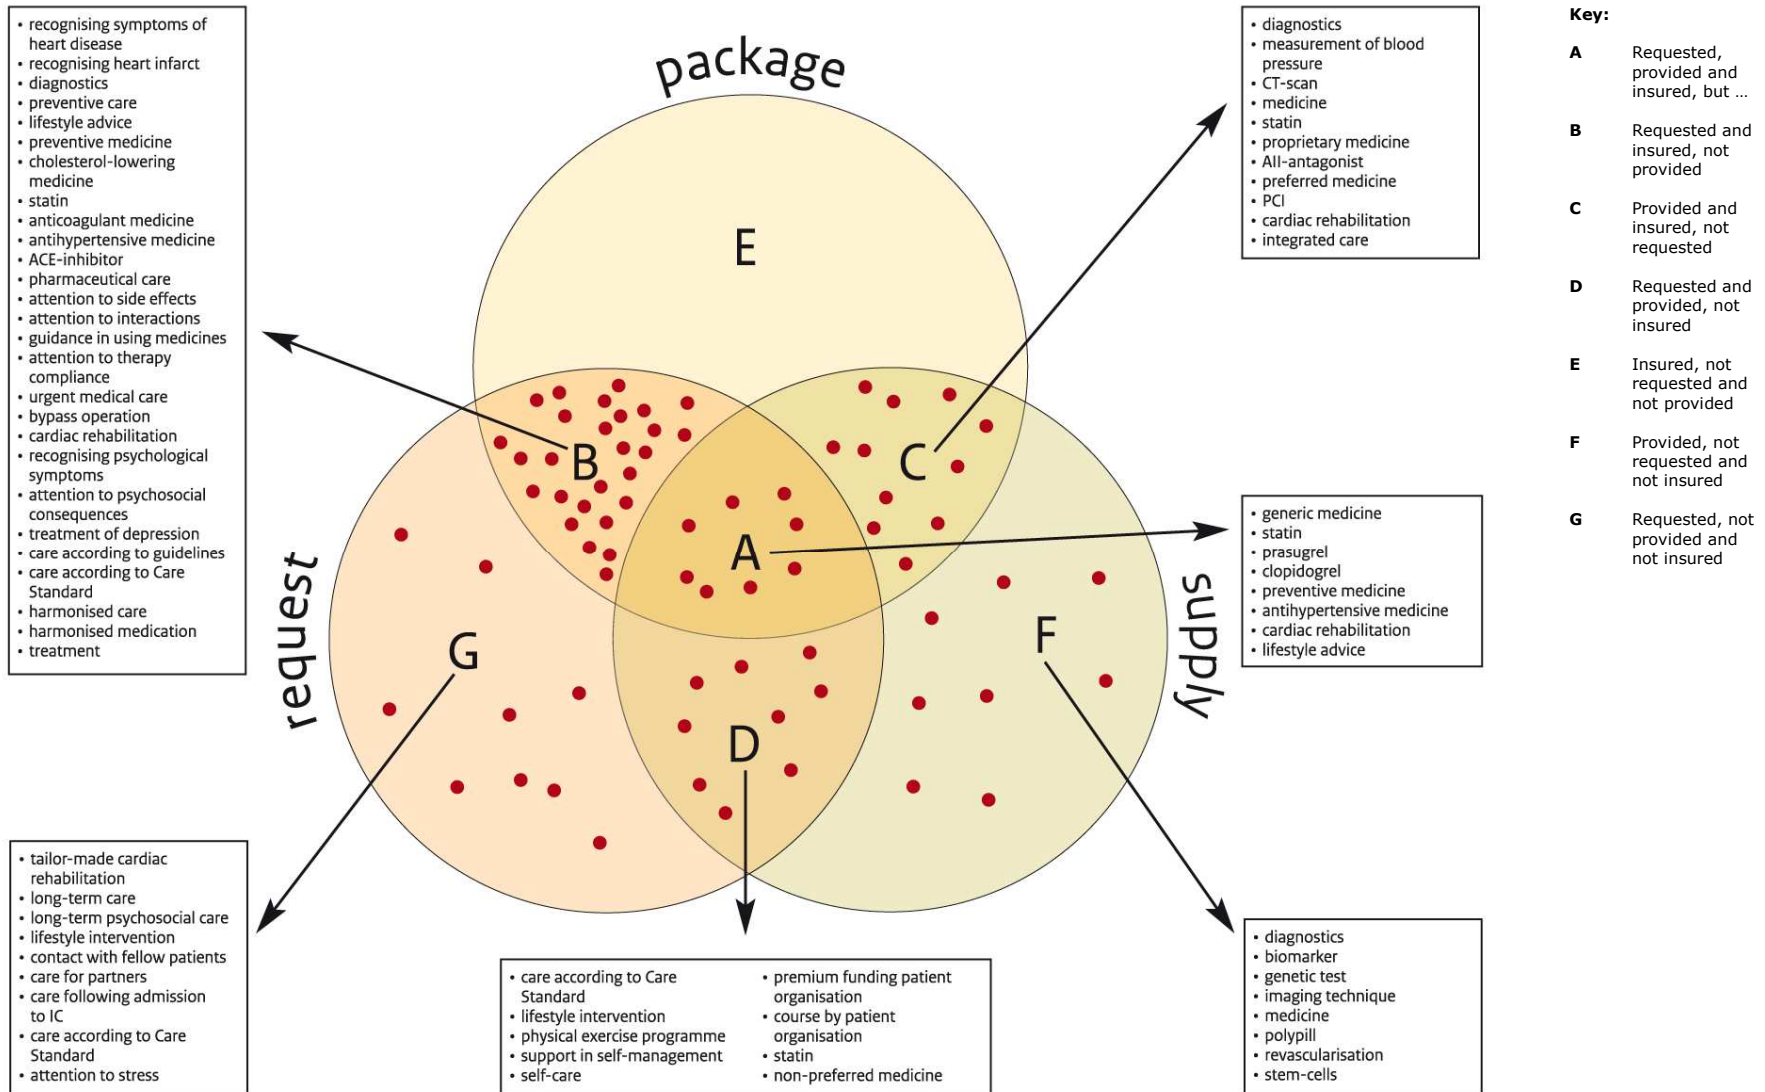 • recognising symptoms of
heart disease
• recognising heart infarct
• diagnostics
• preventive care
• lifestyle advice
• preventive medicine
• cholesterol-lowering
medicine
• statin
• anticoagulant medicine
• antihypertensive medicine
• ACE-inhibitor
• pharmaceutical care
• attention to side effects
• attention to interactions
• guidance in using medicines
• attention to therapy
compliance
• urgent medical care
• bypass operation
• cardiac rehabilitation
• recognising psychological
symptoms
• attention to psychosocial
consequences
• treatment of depression
• care according to guidelines
• care according to Care
Standard
• harmonised care
• harmonised medication
• treatment
package
E
B
C
A
G
F
D
request
supply
• diagnostics
• measurement of blood
pressure
• CT-scan
• medicine
• statin
• proprietary medicine
• AII-antagonist
• preferred medicine
• PCI
• cardiac rehabilitation
• integrated care
• generic medicine
• statin
• prasugrel
• clopidogrel
• preventive medicine
• antihypertensive medicine
• cardiac rehabilitation
• lifestyle advice
• tailor-made cardiac
rehabilitation
• long-term care
• long-term psychosocial care
• lifestyle intervention
• contact with fellow patients
• care for partners
• care following admission
to IC
• care according to Care
Standard
• attention to stress
• care according to Care
Standard
• lifestyle intervention
• physical exercise programme
• support in self-management
• self-care
• premium funding patient
organisation
• course by patient
organisation
• statin
• non-preferred medicine
• diagnostics
• biomarker
• genetic test
• imaging technique
• medicine
• polypill
• revascularisation
• stem-cells
Key:
A Requested,
provided and
insured, but ...
B Requested and
insured, not
provided
C Provided and
insured, not
requested
D Requested and
provided, not
insured
E Insured, not
requested and
not provided
F Provided, not
requested and
not insured
G Requested, not
provided and
not insured